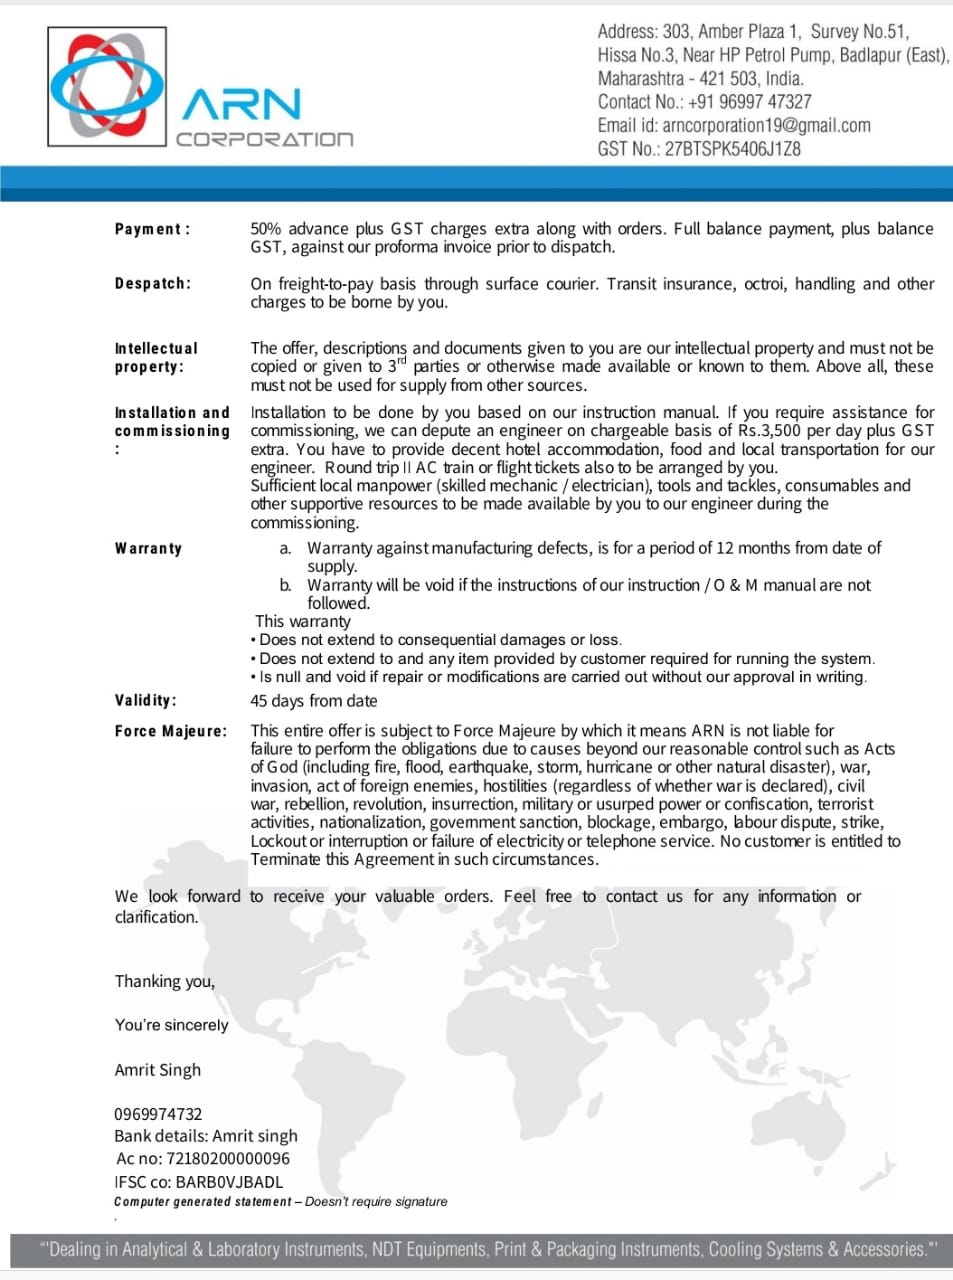 ARN
CORPORATION
Address: 303, Amber Plaza 1, Survey No.51,
Hissa No.3, Near HP Petrol Pump, Badlapur (East),
Maharashtra - 421 503, India.
Contact No.: +91 96997 47327
Email id: arncorporation19@gmail.com
GST No.: 27BTSPK5406J1Z8
Payment : 50% advance plus GST charges extra along with orders. Full balance payment, plus balance
GST, against our proforma invoice prior to dispatch.
Despatch: On freight-to-pay basis through surface courier. Transit insurance, octroi, handling and other
charges to be borne by you.
Intellectual The offer, descriptions and documents given to you are our intellectual property and must not be
property: copied or given to 3rd parties or otherwise made available or known to them. Above all, these
must not be used for supply from other sources.
Installation and Installation to be done by you based on our instruction manual. If you require assistance for
commissioning commissioning, we can depute an engineer on chargeable basis of Rs.3,500 per day plus GST
: extra. You have to provide decent hotel accommodation, food and local transportation for our
engineer. Round trip II AC train or flight tickets also to be arranged by you.
Sufficient local manpower (skilled mechanic / electrician), tools and tackles, consumables and
other supportive resources to be made available by you to our engineer during the
commissioning.
Warranty a. Warranty against manufacturing defects, is for a period of 12 months from date of
supply.
b. Warranty will be void if the instructions of our instruction / O & M manual are not
followed.
This warranty
• Does not extend to consequential damages or loss.
• Does not extend to and any item provided by customer required for running the system.
• Is null and void if repair or modifications are carried out without our approval in writing.
Validity: 45 days from date
Force Majeure: This entire offer is subject to Force Majeure by which it means ARN is not liable for
failure to perform the obligations due to causes beyond our reasonable control such as Acts
of God (including fire, flood, earthquake, storm, hurricane or other natural disaster), war,
invasion, act of foreign enemies, hostilities (regardless of whether war is declared), civil
war, rebellion, revolution, insurrection, military or usurped power or confiscation, terrorist
activities, nationalization, government sanction, blockage, embargo, labour dispute, strike,
Lockout or interruption or failure of electricity or telephone service. No customer is entitled to
Terminate this Agreement in such circumstances.
We look forward to receive your valuable orders. Feel free to contact us for any information or
clarification.
Thanking you,
You're sincerely
Amrit Singh
0969974732
Bank details: Amrit singh
Ac no: 72180200000096
IFSC co: BARB0VJBADL
Computer generated statement – Doesn't require signature
.
"'Dealing in Analytical & Laboratory Instruments, NDT Equipments, Print & Packaging Instruments, Cooling Systems & Accessories."'